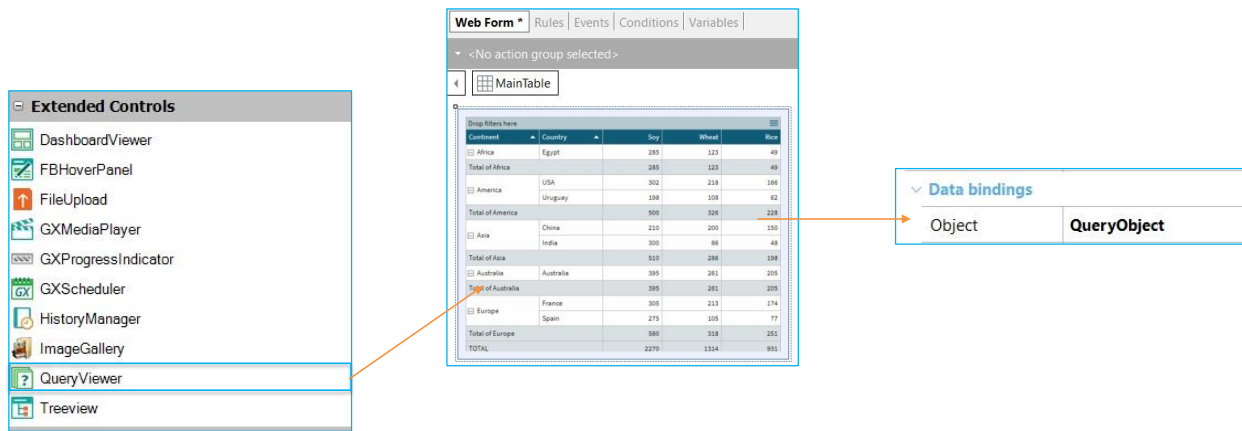 Extended Controls
DashboardViewer
FBHoverPanel
FileUpload
GXMediaPlayer
GXProgressIndicator
GXScheduler
HistoryManager
ImageGallery
QueryViewer
Treeview
Web Form * Rules Events Conditions Variables
<No action group selected>
MainTable
Drop filters here
Continent Country Soy Wheat Rice
Africa Egypt 285 123 49
Total of Africa 285 123 49
America USA 302 218 166
Uruguay 198 108 62
Total of America 500 326 228
Asia China 210 200 150
India 300 86 48
Total of Asia 510 286 198
Australia Australia 395 261 205
Total of Australia 395 261 205
Europe France 305 213 174
Spain 275 105 77
Total of Europe 580 318 251
TOTAL 2270 1314 931
Data bindings
Object QueryObject